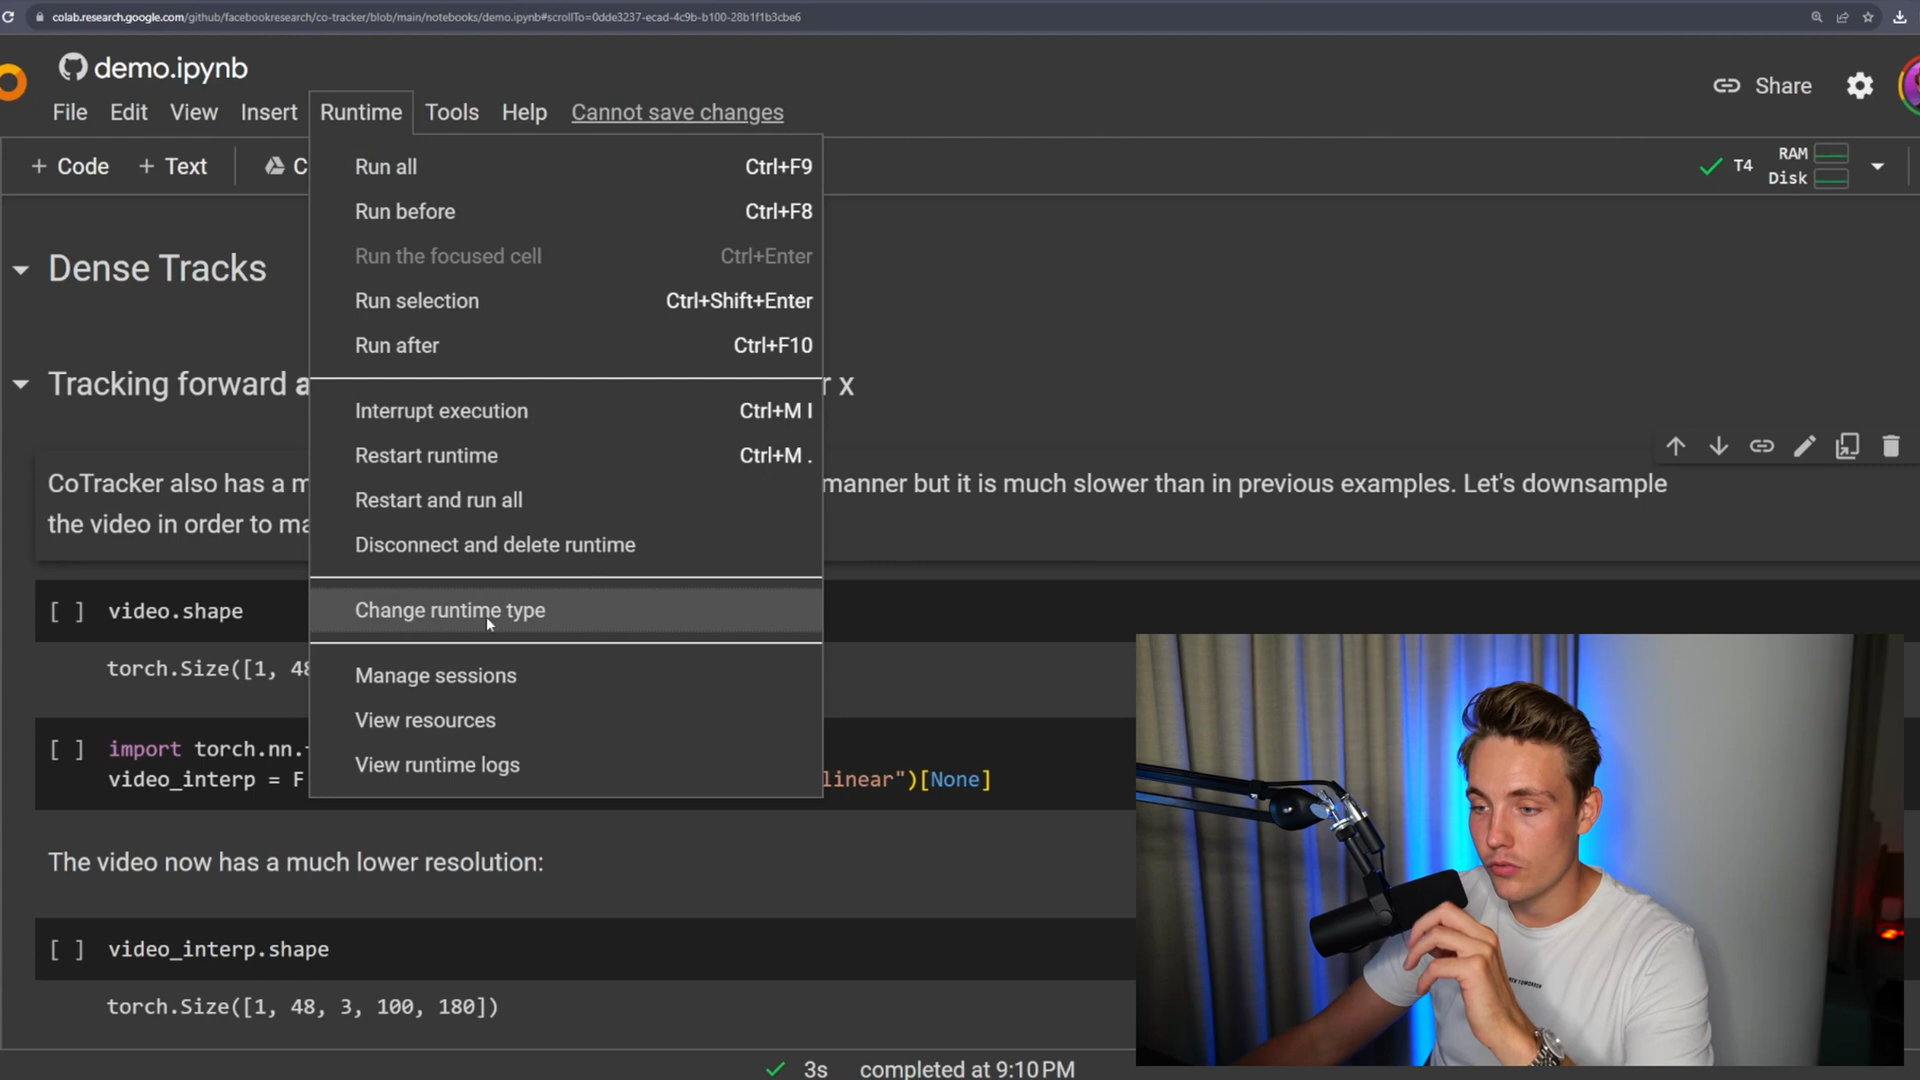 colab.research.google.com/github/facebookresearch/co-tracker/blob/main/notebooks/demo.ipynb#scrollTo=0dde3237-ecad-4c9b-b100-28b1f1b3cbe6
demo.ipynb
Share
File Edit View Insert Runtime Tools Help Cannot save changes
+ Code + Text C
T4 RAM
Disk
Run all Ctrl+F9
Run before Ctrl+F8
Run the focused cell Ctrl+Enter
Run selection Ctrl+Shift+Enter
Run after Ctrl+F10
Interrupt execution Ctrl+M I
Restart runtime Ctrl+M .
Restart and run all
Disconnect and delete runtime
Change runtime type
Manage sessions
View resources
View runtime logs
Dense Tracks
Tracking forward a r x
CoTracker also has a m manner but it is much slower than in previous examples. Let's downsample
the video in order to ma
[ ] video.shape
torch.Size([1, 48
[ ] import torch.nn.
video_interp = F linear")[None]
The video now has a much lower resolution:
[ ] video_interp.shape
torch.Size([1, 48, 3, 100, 180])
3s completed at 9:10 PM